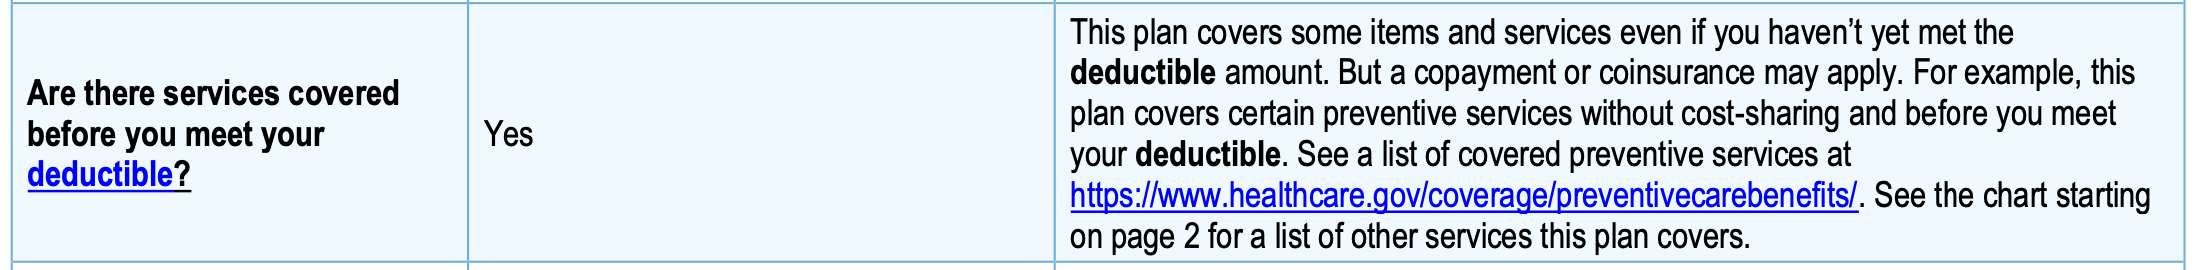 Are there services covered
before you meet your
deductible?
Yes
This plan covers some items and services even if you haven’t yet met the
deductible amount. But a copayment or coinsurance may apply. For example, this
plan covers certain preventive services without cost-sharing and before you meet
your deductible. See a list of covered preventive services at
https://www.healthcare.gov/coverage/preventivecarebenefits/. See the chart starting
on page 2 for a list of other services this plan covers.